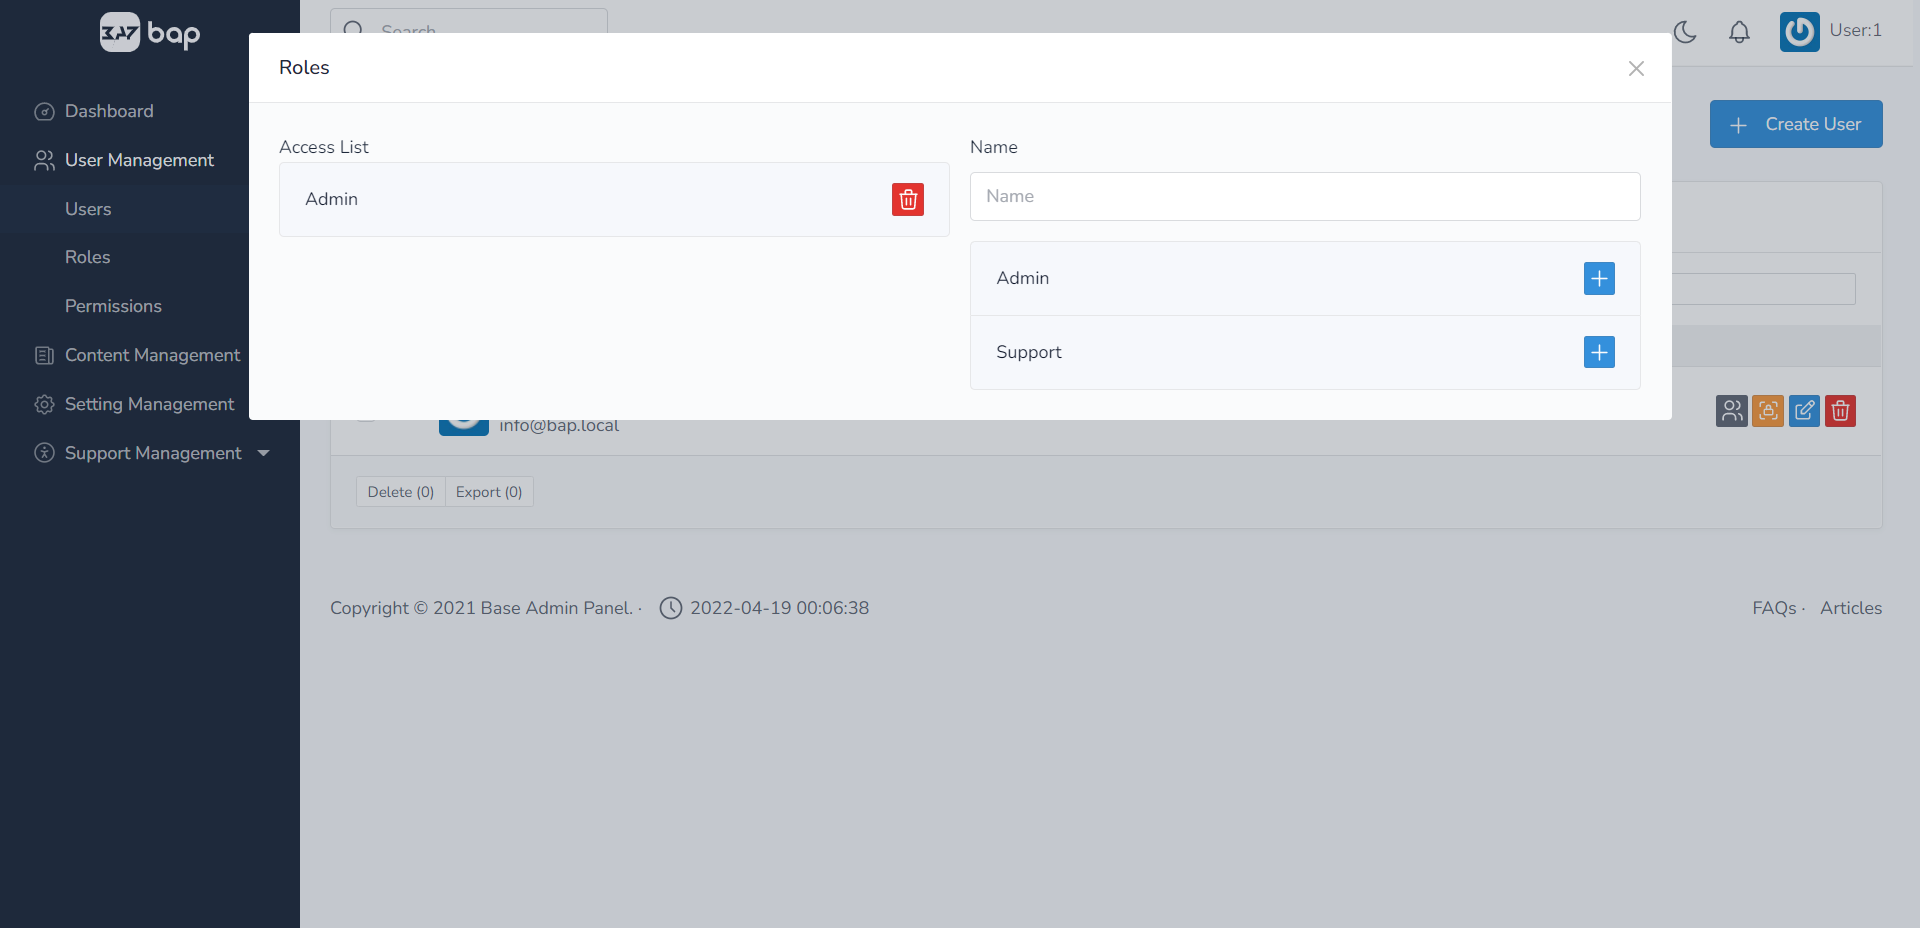 bap
Search
User:1
Roles
Dashboard
Create User
Access List
Name
User Management
Admin
Name
Users
Roles
Admin
Permissions
Support
Content Management
Setting Management
info@bap.local
Support Management
Delete (0)
Export (0)
Copyright © 2021 Base Admin Panel. ·
2022-04-19 00:06:38
FAQs ·
Articles